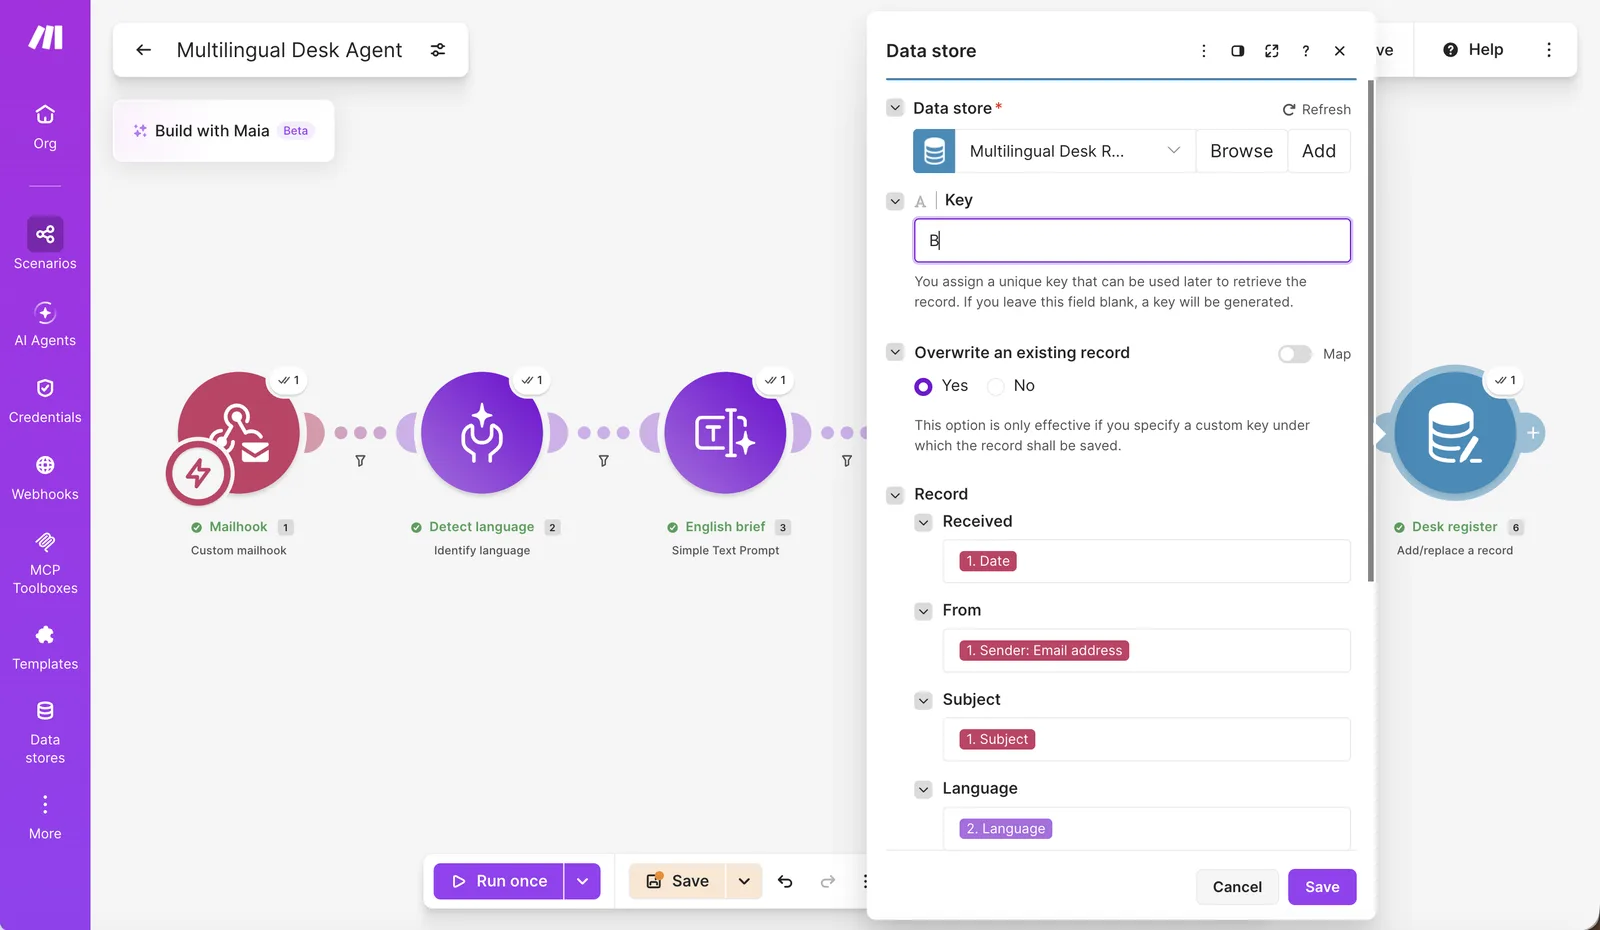 Org
Scenarios
AI Agents
Credentials
Webhooks
MCP
Toolboxes
Templates
Data
stores
More
Multilingual Desk Agent
Build with Maia Beta
ve
Help
1
Mailhook 1
Custom mailhook
1
Detect language 2
Identify language
1
English brief 3
Simple Text Prompt
1
Desk register 6
Add/replace a record
Run once
Save
Data store
Data store*
Refresh
Multilingual Desk R...
Browse
Add
A Key
B
You assign a unique key that can be used later to retrieve the
record. If you leave this field blank, a key will be generated.
Overwrite an existing record
Map
Yes No
This option is only effective if you specify a custom key under
which the record shall be saved.
Record
Received
1. Date
From
1. Sender: Email address
Subject
1. Subject
Language
2. Language
Cancel
Save